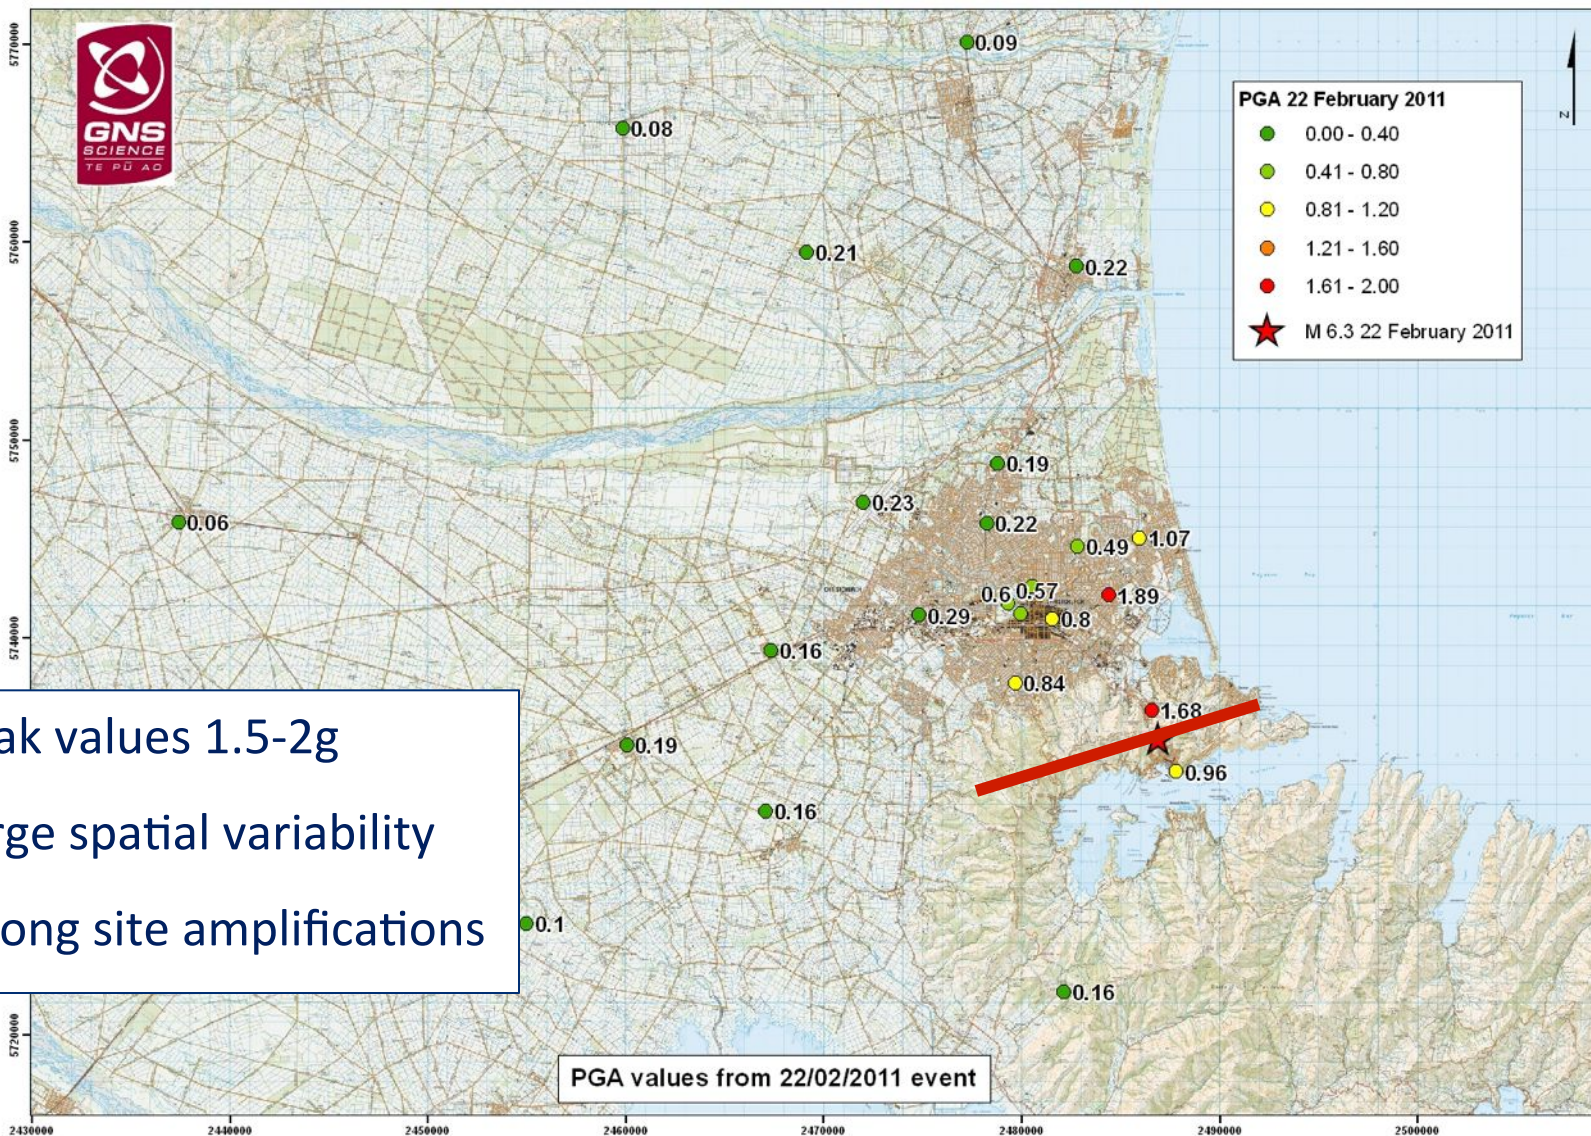 GNS
SCIENCE
TE PŪ AO
5770000
5760000
5750000
5740000
5720000
N
PGA 22 February 2011
0.00 - 0.40
0.41 - 0.80
0.81 - 1.20
1.21 - 1.60
1.61 - 2.00
M 6.3 22 February 2011
0.09
0.08
0.21
0.22
0.19
0.23
0.06
0.22
0.49
1.07
0.6
0.57
1.89
0.29
0.8
0.16
0.84
1.68
0.19
0.96
0.16
0.1
0.16
ak values 1.5-2g
rge spatial variability
ong site amplifications
PGA values from 22/02/2011 event
2430000
2440000
2450000
2460000
2470000
2480000
2490000
2500000